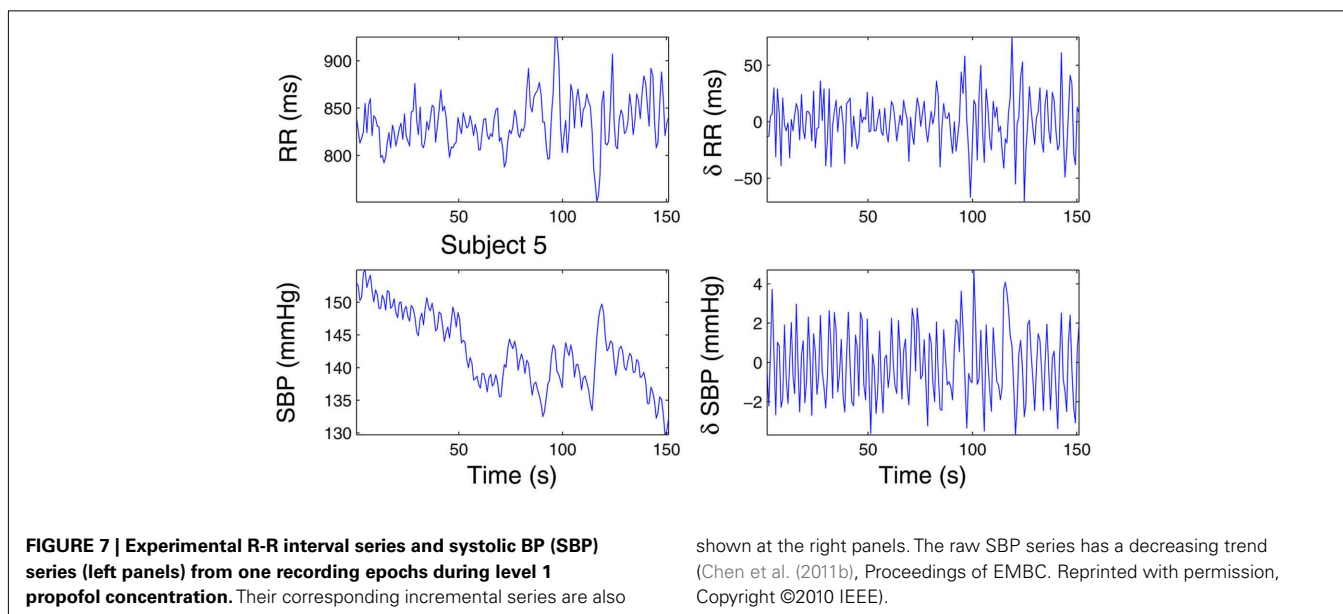 RR (ms)
900
850
800
50
100
150
Subject 5
δ RR (ms)
50
0
−50
50
100
150
SBP (mmHg)
150
145
140
135
130
50
100
150
Time (s)
δ SBP (mmHg)
4
2
0
−2
50
100
150
Time (s)
FIGURE 7 | Experimental R-R interval series and systolic BP (SBP)
series (left panels) from one recording epochs during level 1
propofol concentration. Their corresponding incremental series are also
shown at the right panels. The raw SBP series has a decreasing trend
(Chen et al. (2011b), Proceedings of EMBC. Reprinted with permission,
Copyright ©2010 IEEE).